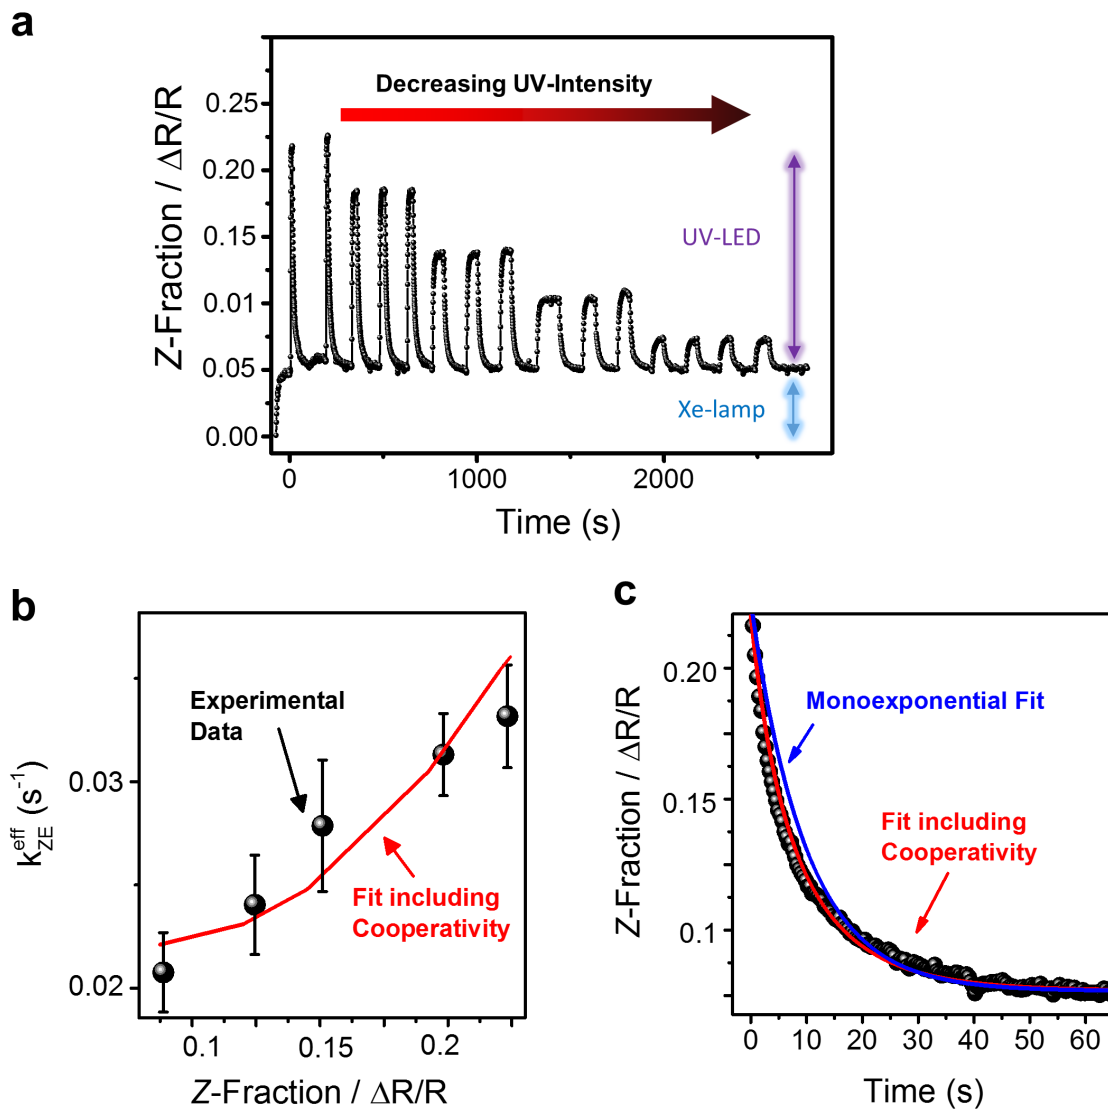 a
Decreasing UV-Intensity
Z-Fraction / ΔR/R
0.25
0.20
0.15
0.01
0.05
0.00
UV-LED
Xe-lamp
0
1000
2000
Time (s)
b
k_ZE^eff (s^-1)
0.03
0.02
Experimental
Data
Fit including
Cooperativity
0.1
0.15
0.2
Z-Fraction / ΔR/R
c
Z-Fraction / ΔR/R
0.20
0.15
0.1
Monoexponential Fit
Fit including
Cooperativity
0
10
20
30
40
50
60
Time (s)